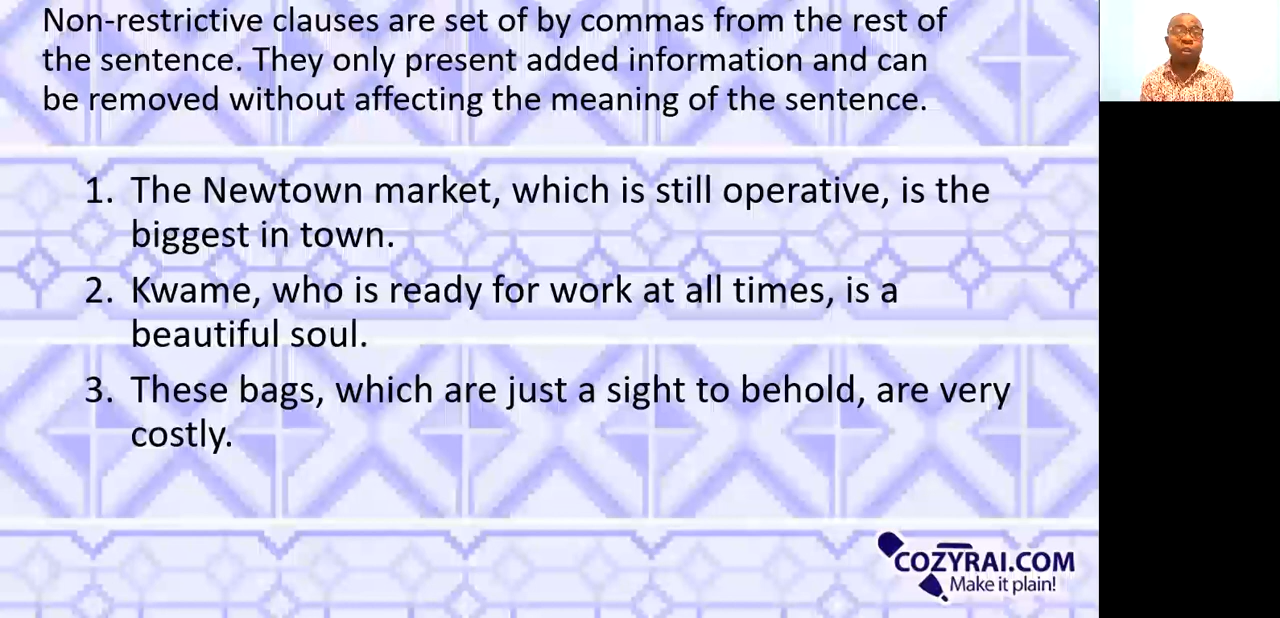 Non-restrictive clauses are set of by commas from the rest of
the sentence. They only present added information and can
be removed without affecting the meaning of the sentence.
1. The Newtown market, which is still operative, is the
biggest in town.
2. Kwame, who is ready for work at all times, is a
beautiful soul.
3. These bags, which are just a sight to behold, are very
costly.
COZYRAI.COM
Make it plain!